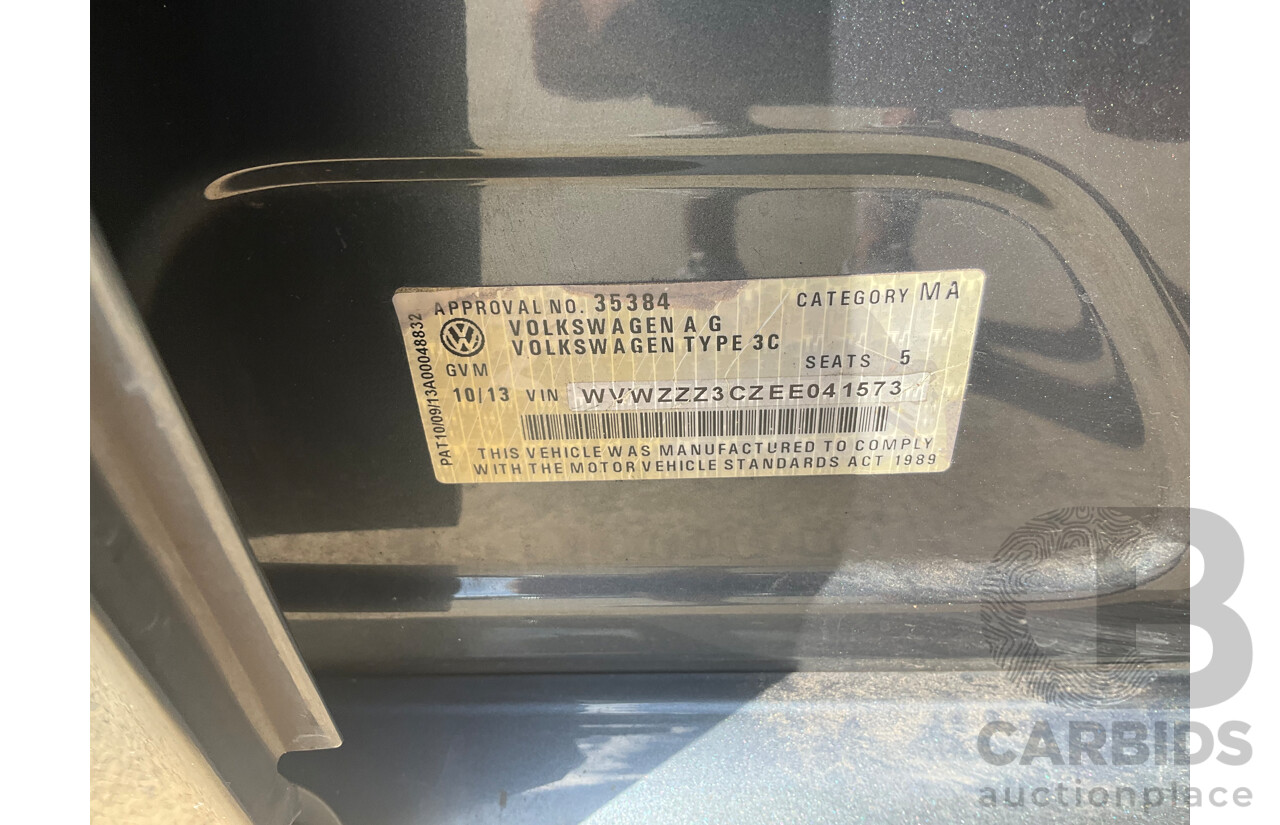 APPROVAL NO. 35384 CATEGORY MA
VOLKSWAGEN AG
VOLKSWAGEN TYPE 3C
GVM SEATS 5
10/13 VIN WVWZZZ3CZEE041573
THIS VEHICLE WAS MANUFACTURED TO COMPLY
WITH THE MOTOR VEHICLE STANDARDS ACT 1989
PAT10/09/13A00048832
CARBIDS
auctionplace